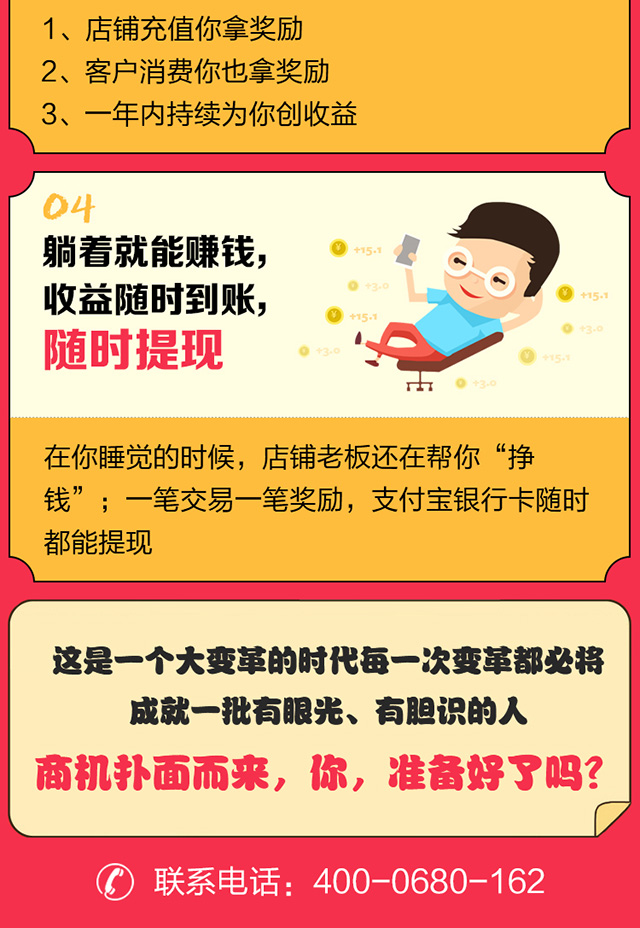 1、店铺充值你拿奖励
2、客户消费你也拿奖励
3、一年内持续为你创收益
04
躺着就能赚钱，
收益随时到账，
随时提现
+15.1
+3.0
+15.1
+3.0
+15.1
+3.0
+15.1
+3.0
在你睡觉的时候，店铺老板还在帮你“挣
钱”；一笔交易一笔奖励，支付宝银行卡随时
都能提现
这是一个大变革的时代每一次变革都必将
成就一批有眼光、有胆识的人
商机扑面而来，你，准备好了吗？
联系电话：400-0680-162